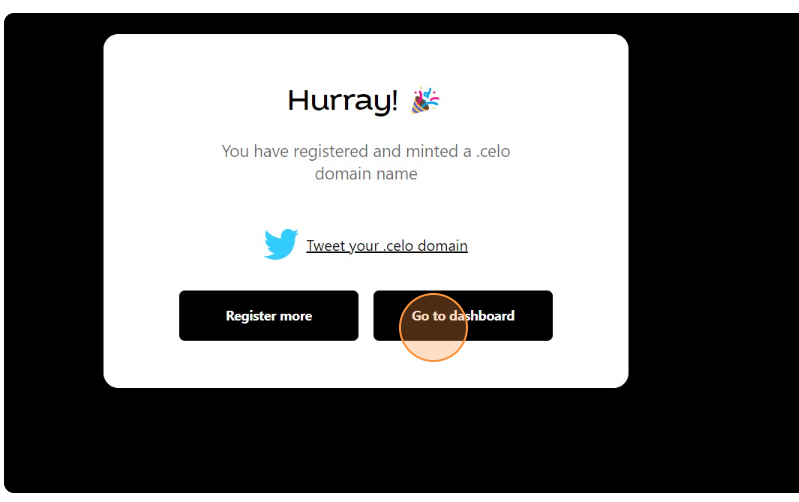 Hurray! 🎉
You have registered and minted a .celo
domain name
Tweet your .celo domain
Register more
Go to dashboard